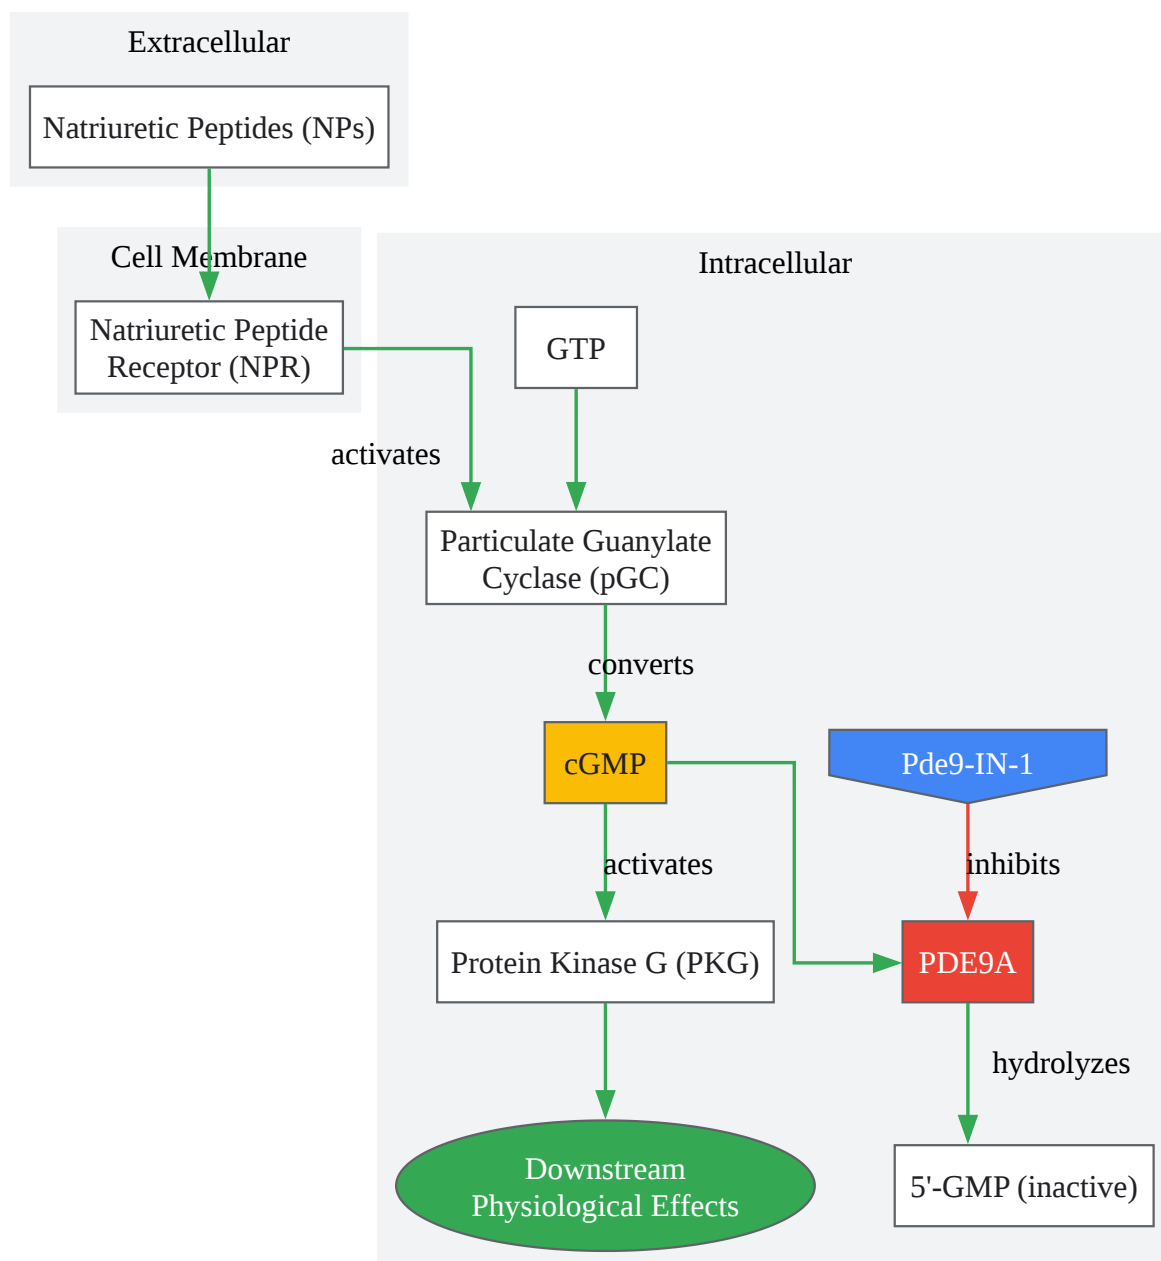 Extracellular
Natriuretic Peptides (NPs)
Cell Membrane
Natriuretic Peptide
Receptor (NPR)
Intracellular
GTP
activates
Particulate Guanylate
Cyclase (pGC)
converts
cGMP
Pde9-IN-1
activates
inhibits
Protein Kinase G (PKG)
PDE9A
hydrolyzes
Downstream
Physiological Effects
5'-GMP (inactive)